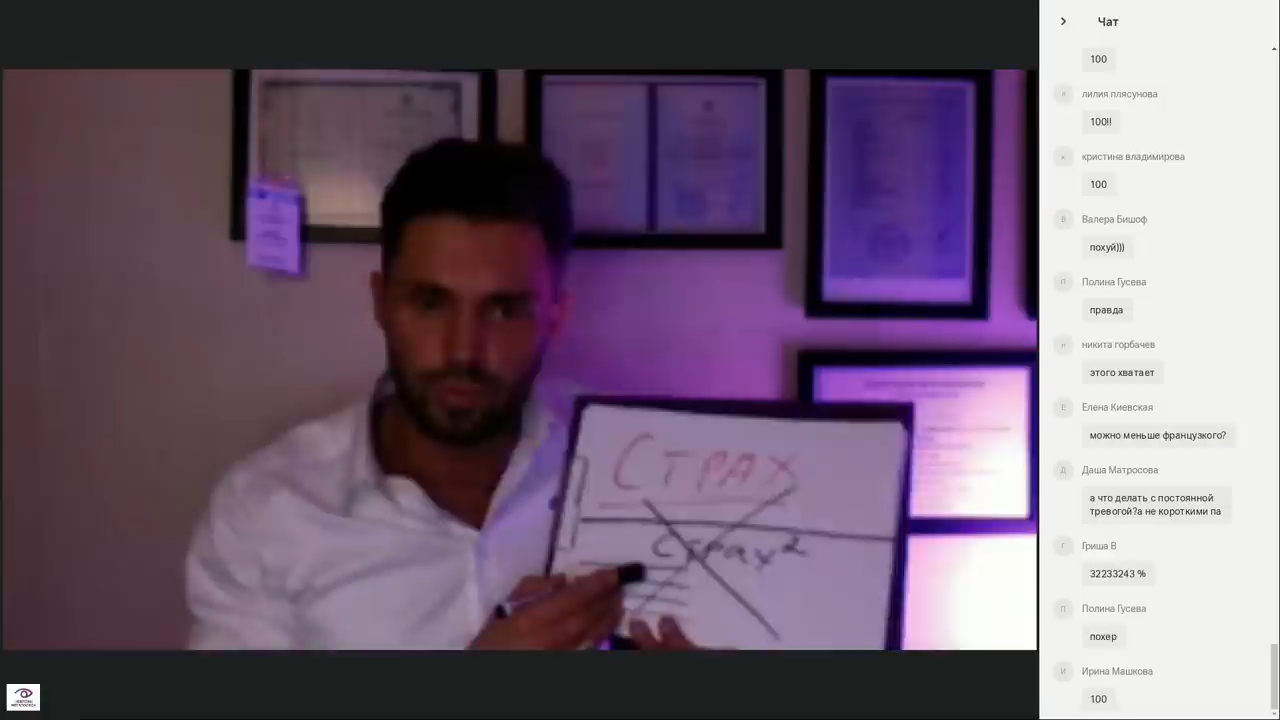 Чат
100
лилия плясунова
100!!
кристина владимирова
100
Валера Бишоф
похуй)))
Полина Гусева
правда
никита горбачев
этого хватает
Елена Киевская
можно меньше французкого?
Даша Матросова
а что делать с постоянной
тревогой?а не короткими па
Гриша В
32233243 %
Полина Гусева
похер
Ирина Машкова
100
Страх
Страх²